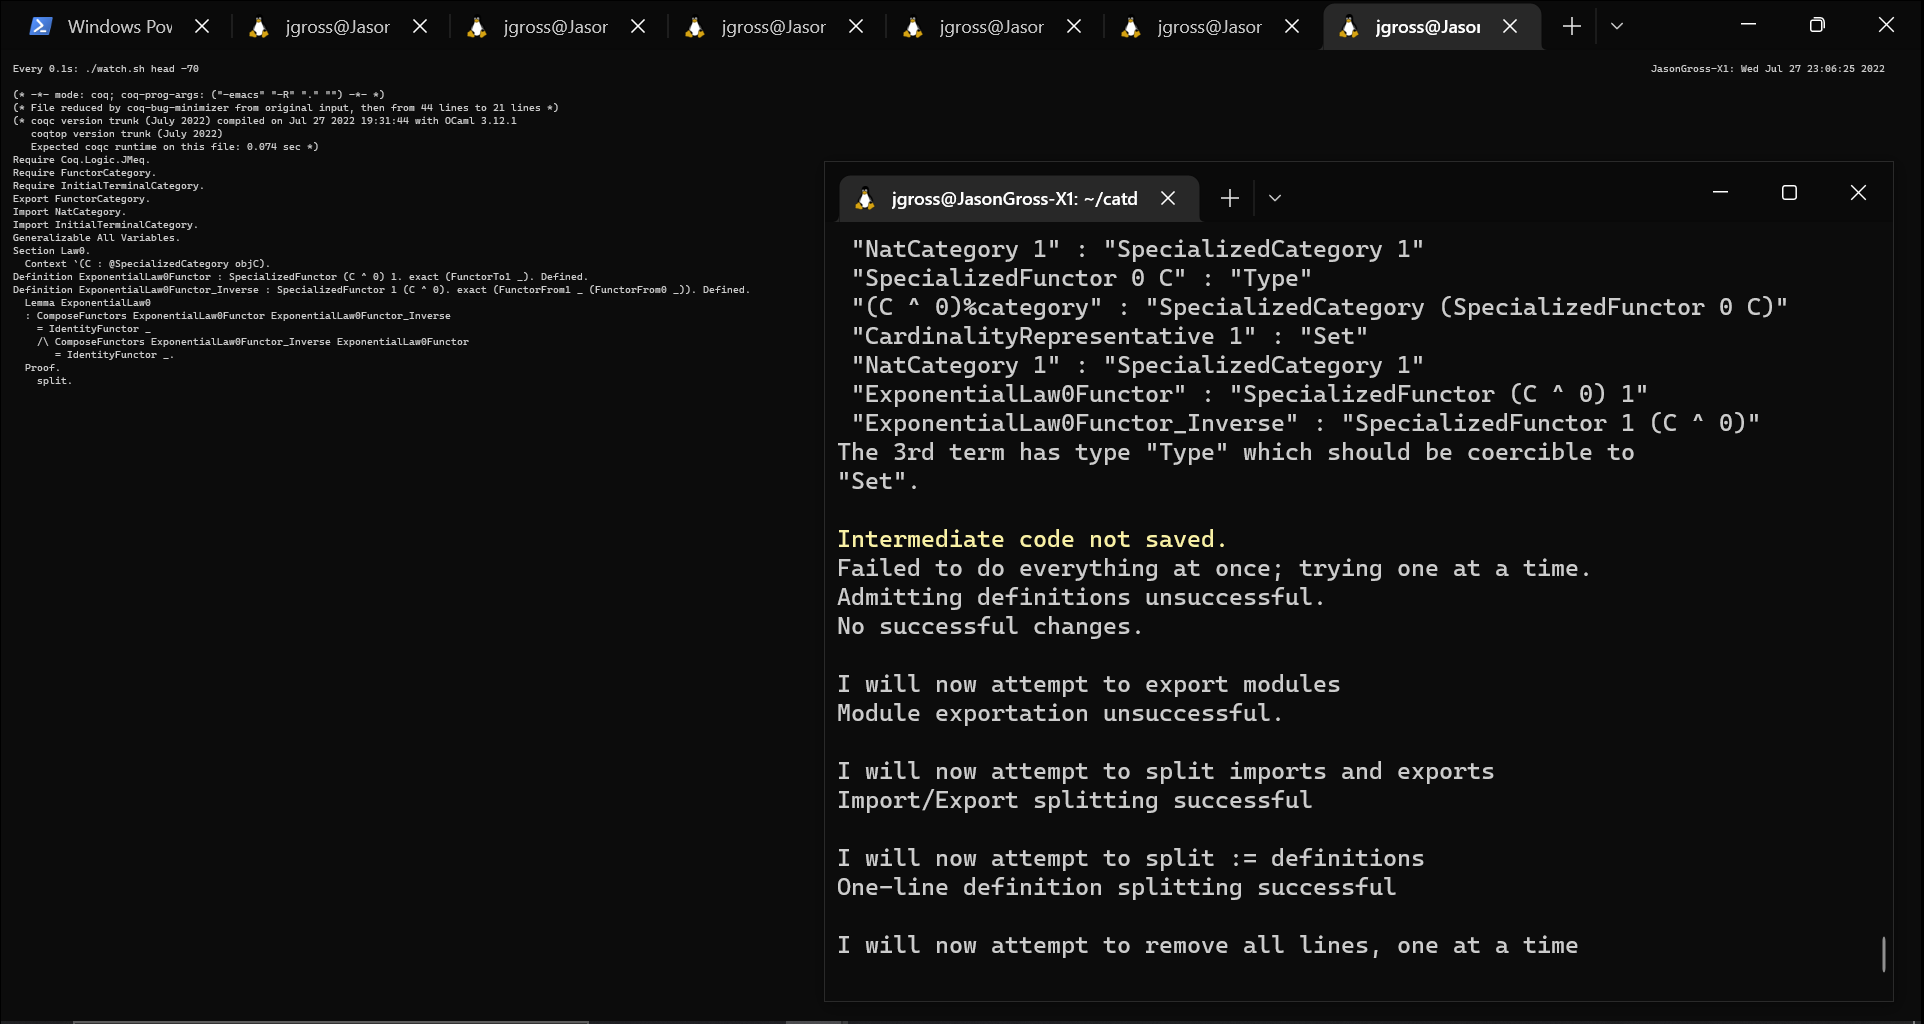 Windows Pow
jgross@Jason
jgross@Jason
jgross@Jason
jgross@Jason
jgross@Jason
jgross@Jason
Every 0.1s: ./watch.sh head -70
JasonGross-X1: Wed Jul 27 23:06:25 2022
(* -*- mode: coq; coq-prog-args: ("-emacs" "-R" "." "") -*- *)
(* File reduced by coq-bug-minimizer from original input, then from 44 lines to 21 lines *)
(* coqc version trunk (July 2022) compiled on Jul 27 2022 19:31:44 with OCaml 3.12.1
   coqtop version trunk (July 2022)
   Expected coqc runtime on this file: 0.074 sec *)
Require Coq.Logic.JMeq.
Require FunctorCategory.
Require InitialTerminalCategory.
Export FunctorCategory.
Import NatCategory.
Import InitialTerminalCategory.
Generalizable All Variables.
Section Law0.
  Context `(C : @SpecializedCategory objC).
Definition ExponentialLaw0Functor : SpecializedFunctor (C ^ 0) 1. exact (FunctorTo1 _). Defined.
Definition ExponentialLaw0Functor_Inverse : SpecializedFunctor 1 (C ^ 0). exact (FunctorFrom1 _ (FunctorFrom0 _)). Defined.
  Lemma ExponentialLaw0
  : ComposeFunctors ExponentialLaw0Functor ExponentialLaw0Functor_Inverse
    = IdentityFunctor _
    /\ ComposeFunctors ExponentialLaw0Functor_Inverse ExponentialLaw0Functor
       = IdentityFunctor _.
  Proof.
    split.
jgross@JasonGross-X1: ~/catd
 "NatCategory 1" : "SpecializedCategory 1"
 "SpecializedFunctor 0 C" : "Type"
 "(C ^ 0)%category" : "SpecializedCategory (SpecializedFunctor 0 C)"
 "CardinalityRepresentative 1" : "Set"
 "NatCategory 1" : "SpecializedCategory 1"
 "ExponentialLaw0Functor" : "SpecializedFunctor (C ^ 0) 1"
 "ExponentialLaw0Functor_Inverse" : "SpecializedFunctor 1 (C ^ 0)"
The 3rd term has type "Type" which should be coercible to
"Set".
Intermediate code not saved.
Failed to do everything at once; trying one at a time.
Admitting definitions unsuccessful.
No successful changes.
I will now attempt to export modules
Module exportation unsuccessful.
I will now attempt to split imports and exports
Import/Export splitting successful
I will now attempt to split := definitions
One-line definition splitting successful
I will now attempt to remove all lines, one at a time